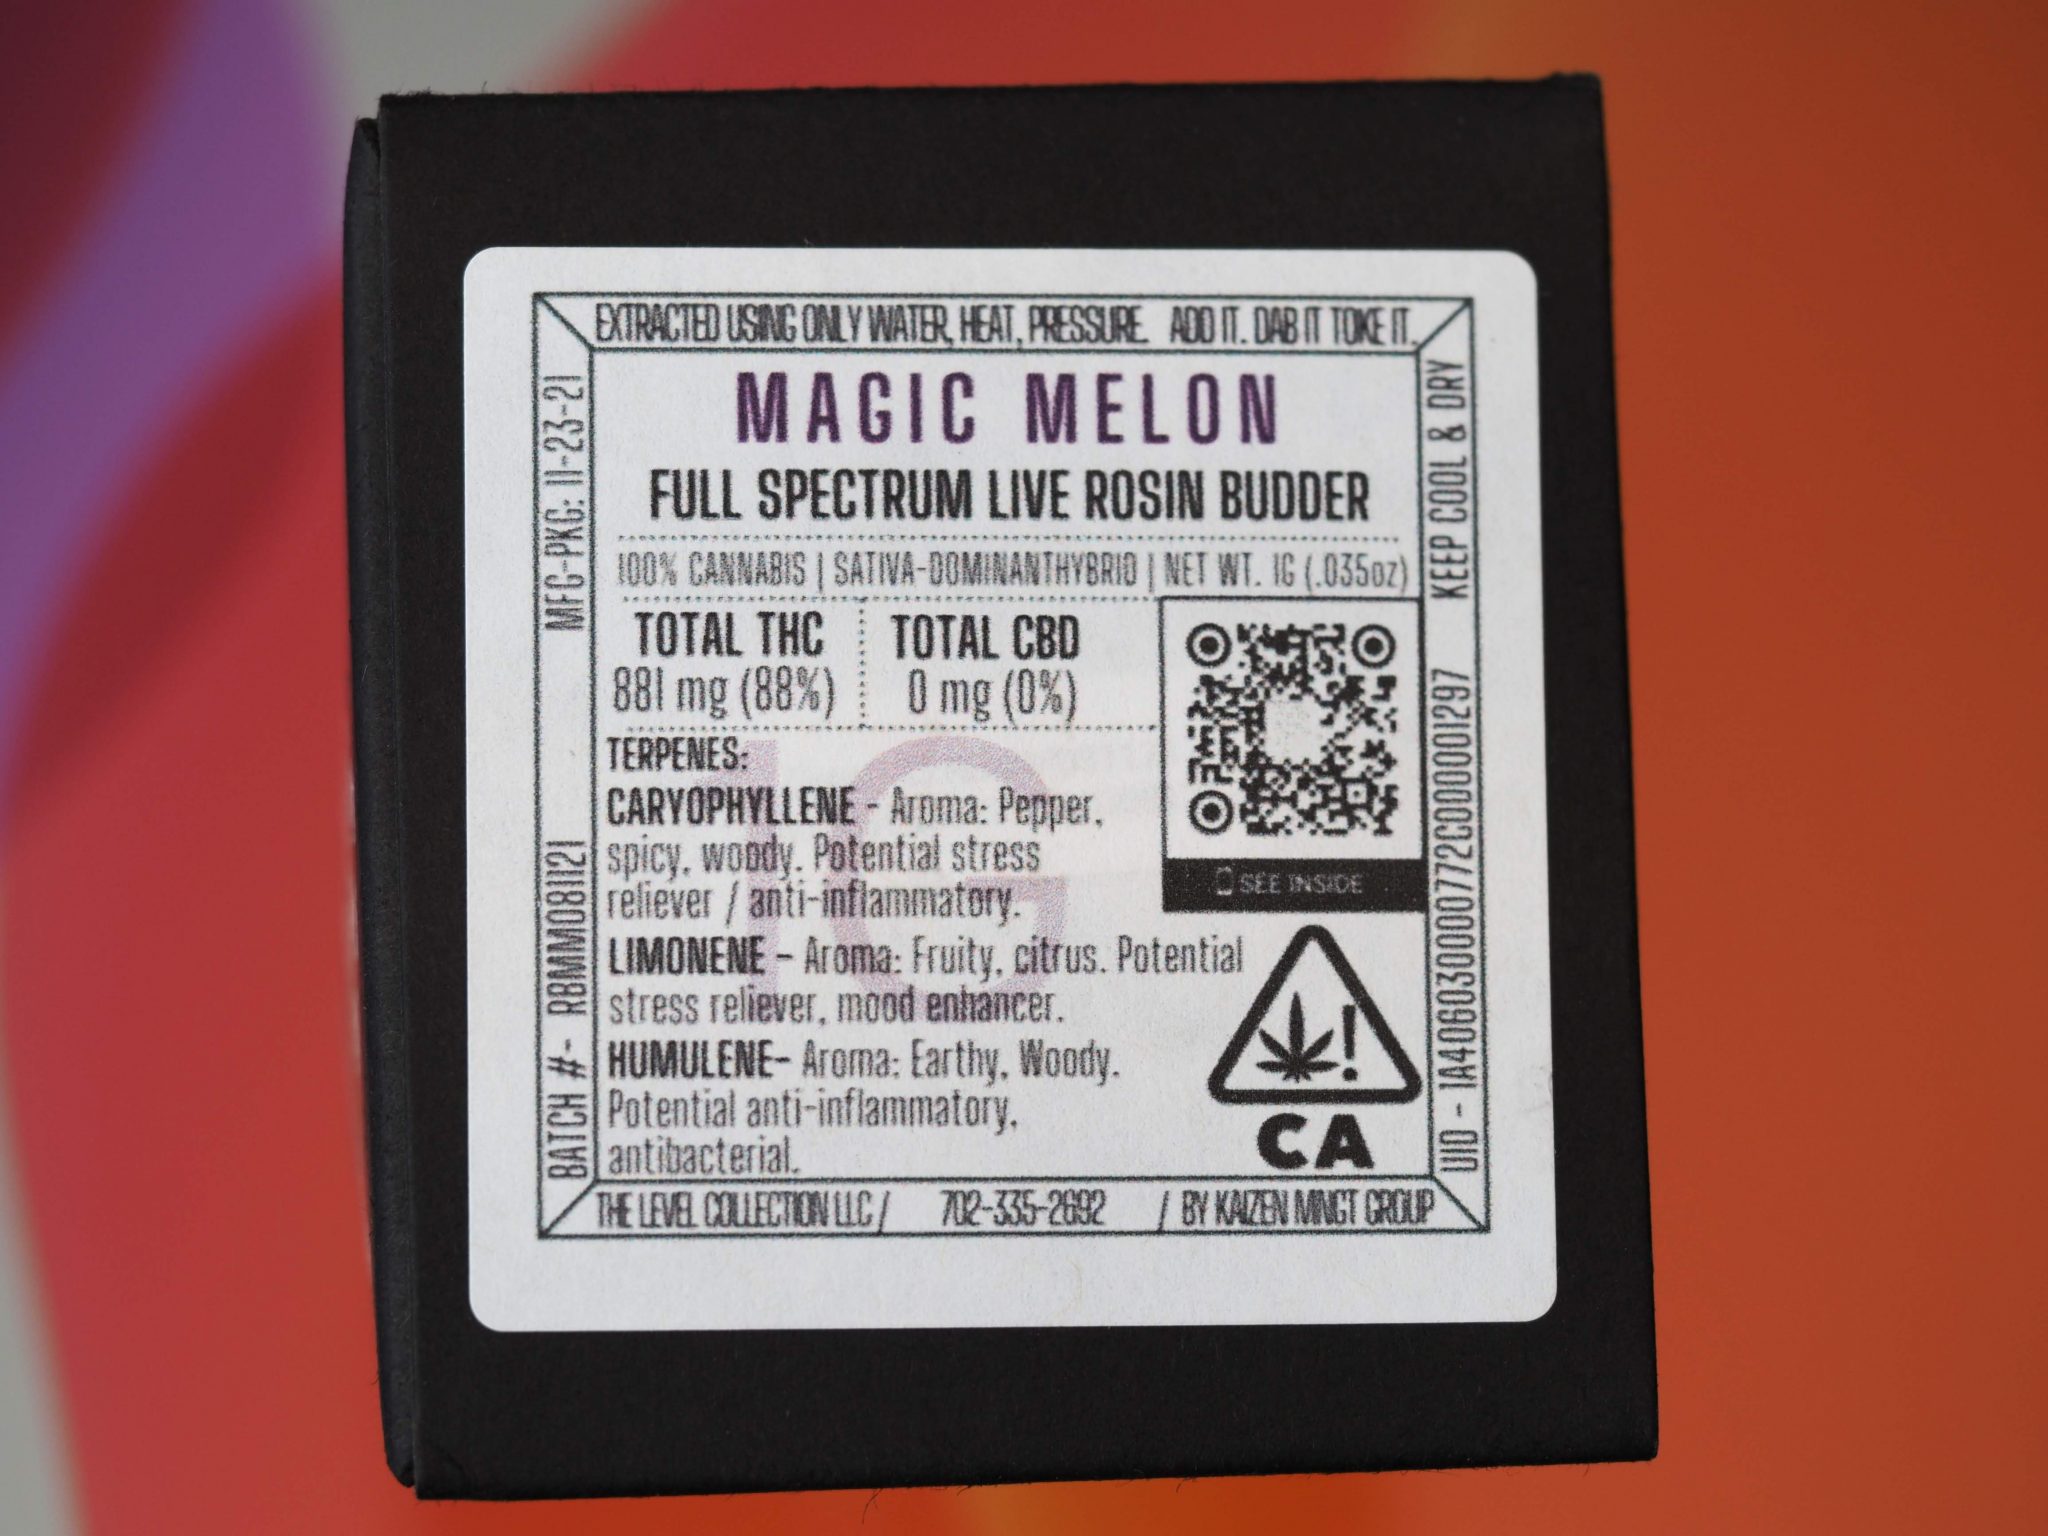 EXTRACTED USING ONLY WATER, HEAT, PRESSURE. ADD IT. DAB IT TOKE IT.
MAGIC MELON
FULL SPECTRUM LIVE ROSIN BUDDER
100% CANNABIS | SATIVA-DOMINANTHYBRID | NET WT. 1G (.035oz)
TOTAL THC
881 mg (88%)
TOTAL CBD
0 mg (0%)
TERPENES:
CARYOPHYLLENE - Aroma: Pepper,
spicy, woody. Potential stress
reliever / anti-inflammatory.
LIMONENE - Aroma: Fruity, citrus. Potential
stress reliever, mood enhancer.
HUMULENE- Aroma: Earthy, Woody.
Potential anti-inflammatory,
antibacterial.
1G
SEE INSIDE
!
CA
THE LEVEL COLLECTION LLC / 702-335-2692 / BY KAIZEN MNGT GROUP
MFG-PKG: 11-23-21
BATCH #- RBMM081121
KEEP COOL & DRY
UID - 1A4060300007772C000001297